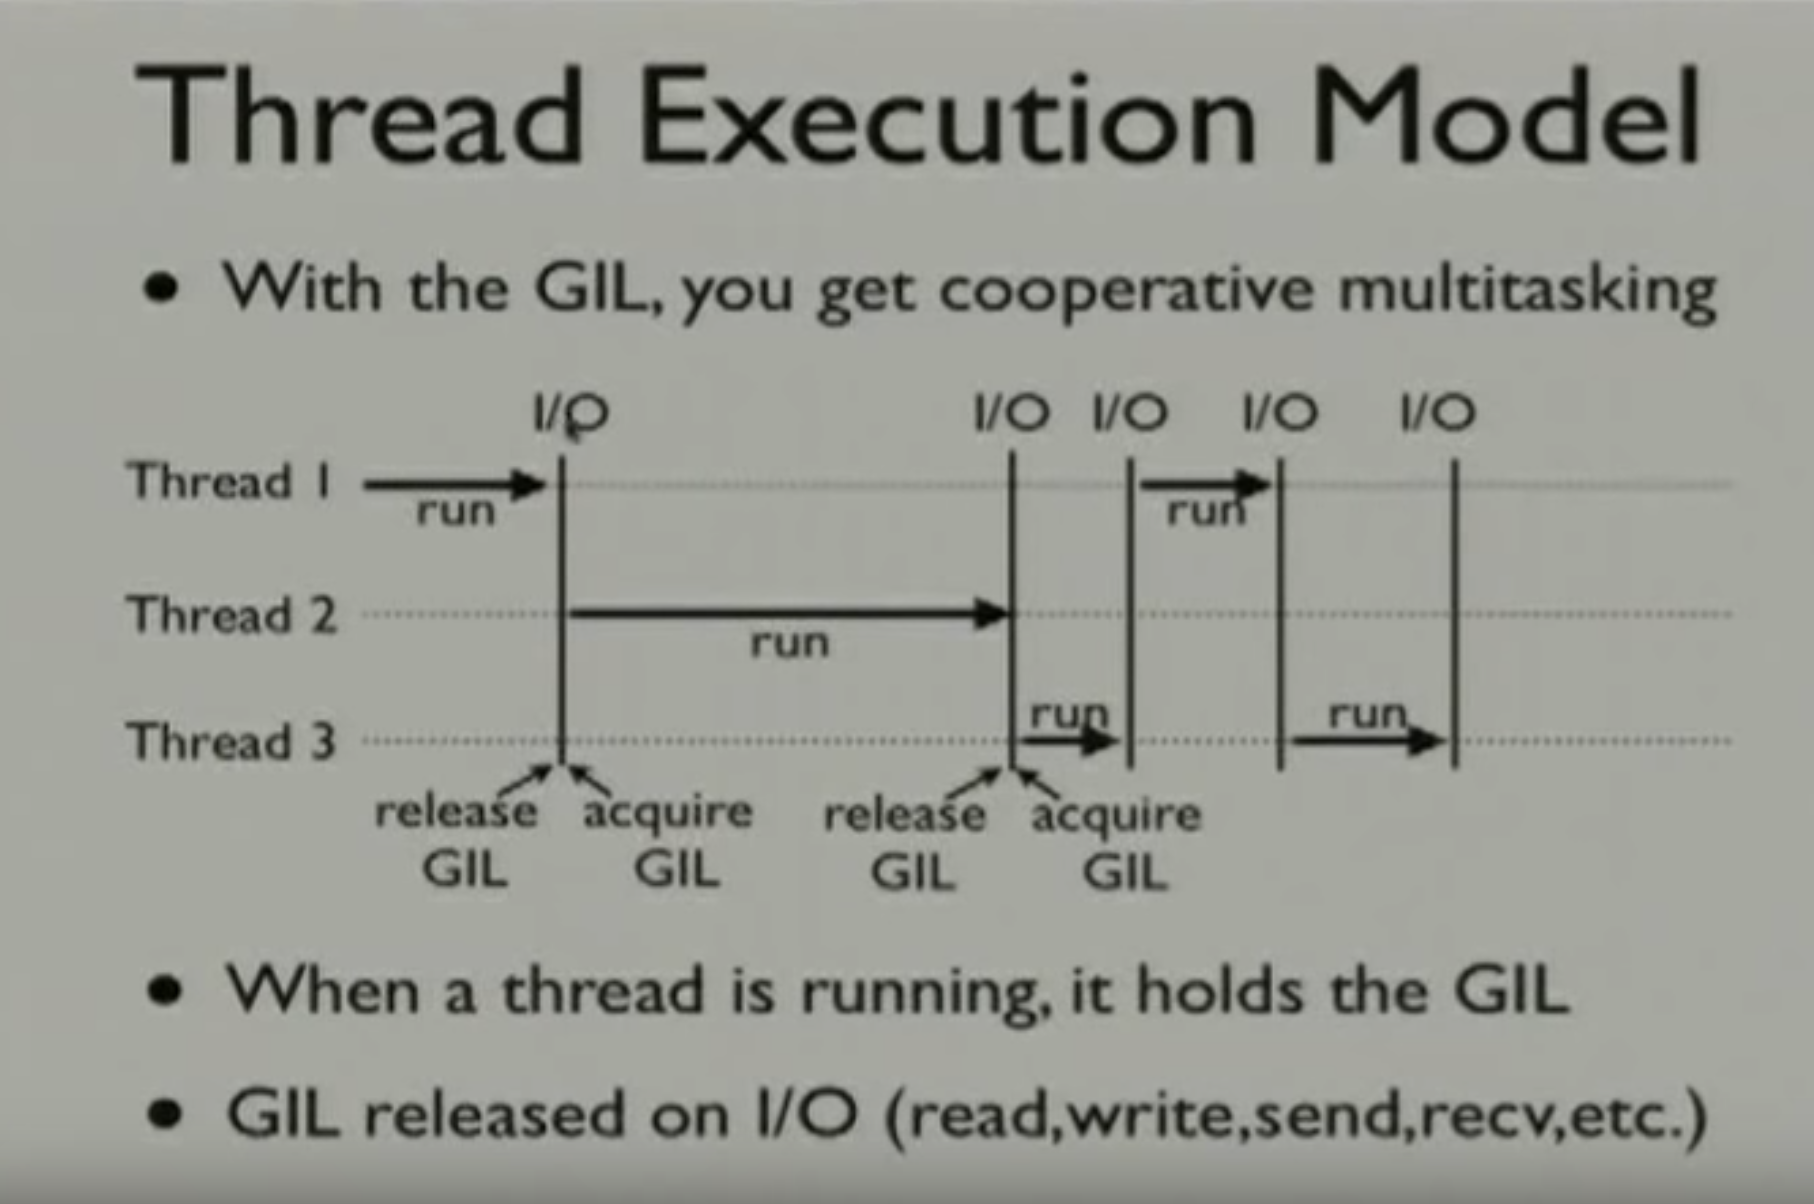 Thread Execution Model
• With the GIL, you get cooperative multitasking
I/O I/O I/O I/O I/O
Thread 1
run run
Thread 2
run
run run
Thread 3
release acquire release acquire
GIL GIL GIL GIL
• When a thread is running, it holds the GIL
• GIL released on I/O (read,write,send,recv,etc.)